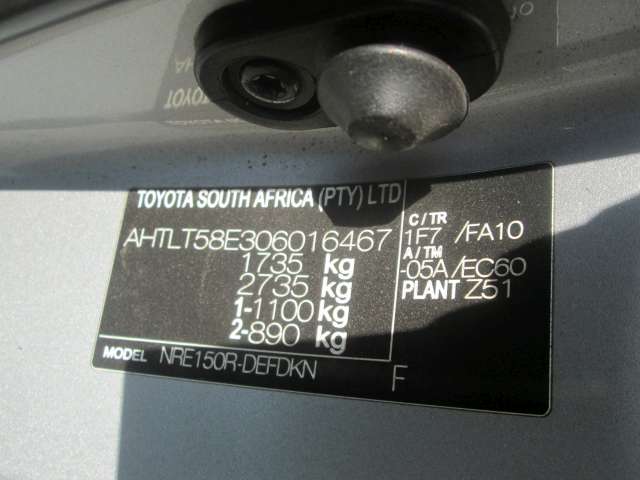 TOYOTA
TOYOTA SOUTH AFRICA (PTY) LTD
AHTLT58E306016467
1735 kg
2735 kg
1-1100 kg
2-890 kg
MODEL NRE150R-DEFDKN F
C/TR
1F7 /FA10
A/TM
-05A/EC60
PLANT Z51